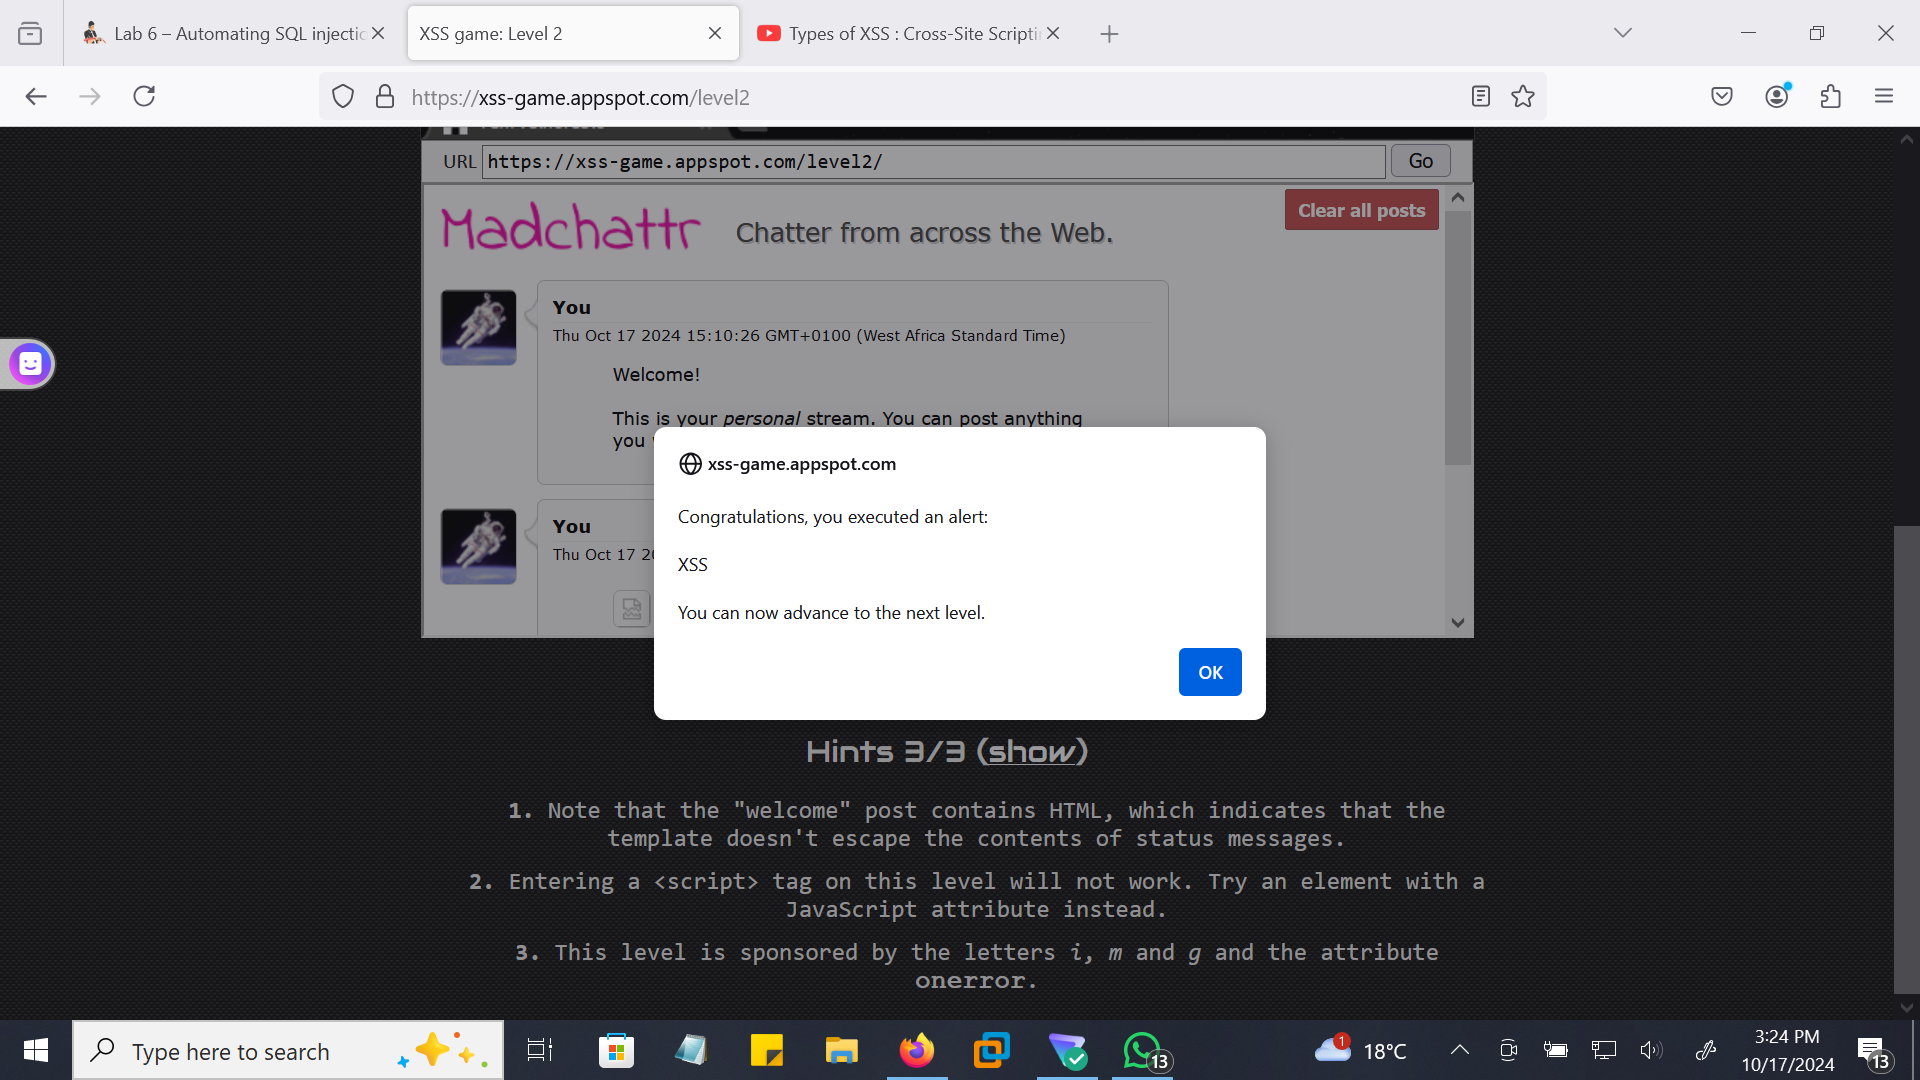 Lab 6 – Automating SQL injectio
XSS game: Level 2
Types of XSS : Cross-Site Scripti
https://xss-game.appspot.com/level2
URL
https://xss-game.appspot.com/level2/
Go
Madchattr
Chatter from across the Web.
Clear all posts
You
Thu Oct 17 2024 15:10:26 GMT+0100 (West Africa Standard Time)
Welcome!
This is your personal stream. You can post anything
you
You
Thu Oct 17 20
xss-game.appspot.com
Congratulations, you executed an alert:
XSS
You can now advance to the next level.
OK
Hints 3/3 (show)
1. Note that the "welcome" post contains HTML, which indicates that the
template doesn't escape the contents of status messages.
2. Entering a <script> tag on this level will not work. Try an element with a
JavaScript attribute instead.
3. This level is sponsored by the letters i, m and g and the attribute
onerror.
Type here to search
13
1
18°C
3:24 PM
10/17/2024
13